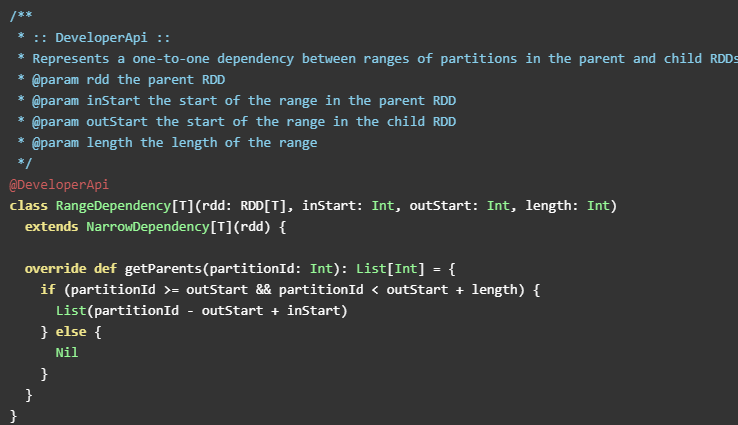 /**
 * :: DeveloperApi ::
 * Represents a one-to-one dependency between ranges of partitions in the parent and child RDDs
 * @param rdd the parent RDD
 * @param inStart the start of the range in the parent RDD
 * @param outStart the start of the range in the child RDD
 * @param length the length of the range
 */
@DeveloperApi
class RangeDependency[T](rdd: RDD[T], inStart: Int, outStart: Int, length: Int)
  extends NarrowDependency[T](rdd) {

  override def getParents(partitionId: Int): List[Int] = {
    if (partitionId >= outStart && partitionId < outStart + length) {
      List(partitionId - outStart + inStart)
    } else {
      Nil
    }
  }
}